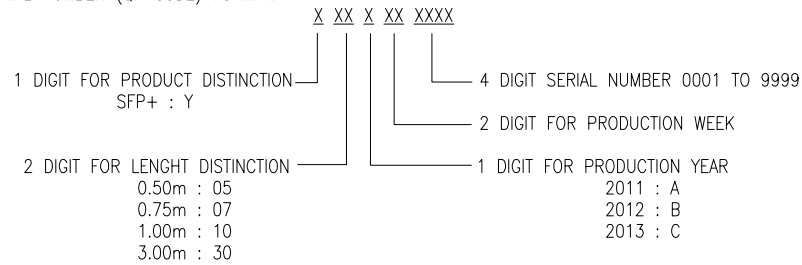 X XX X XX XXXX
1 DIGIT FOR PRODUCT DISTINCTION
SFP+ : Y
4 DIGIT SERIAL NUMBER 0001 TO 9999
2 DIGIT FOR PRODUCTION WEEK
2 DIGIT FOR LENGHT DISTINCTION
0.50m : 05
0.75m : 07
1.00m : 10
3.00m : 30
1 DIGIT FOR PRODUCTION YEAR
2011 : A
2012 : B
2013 : C